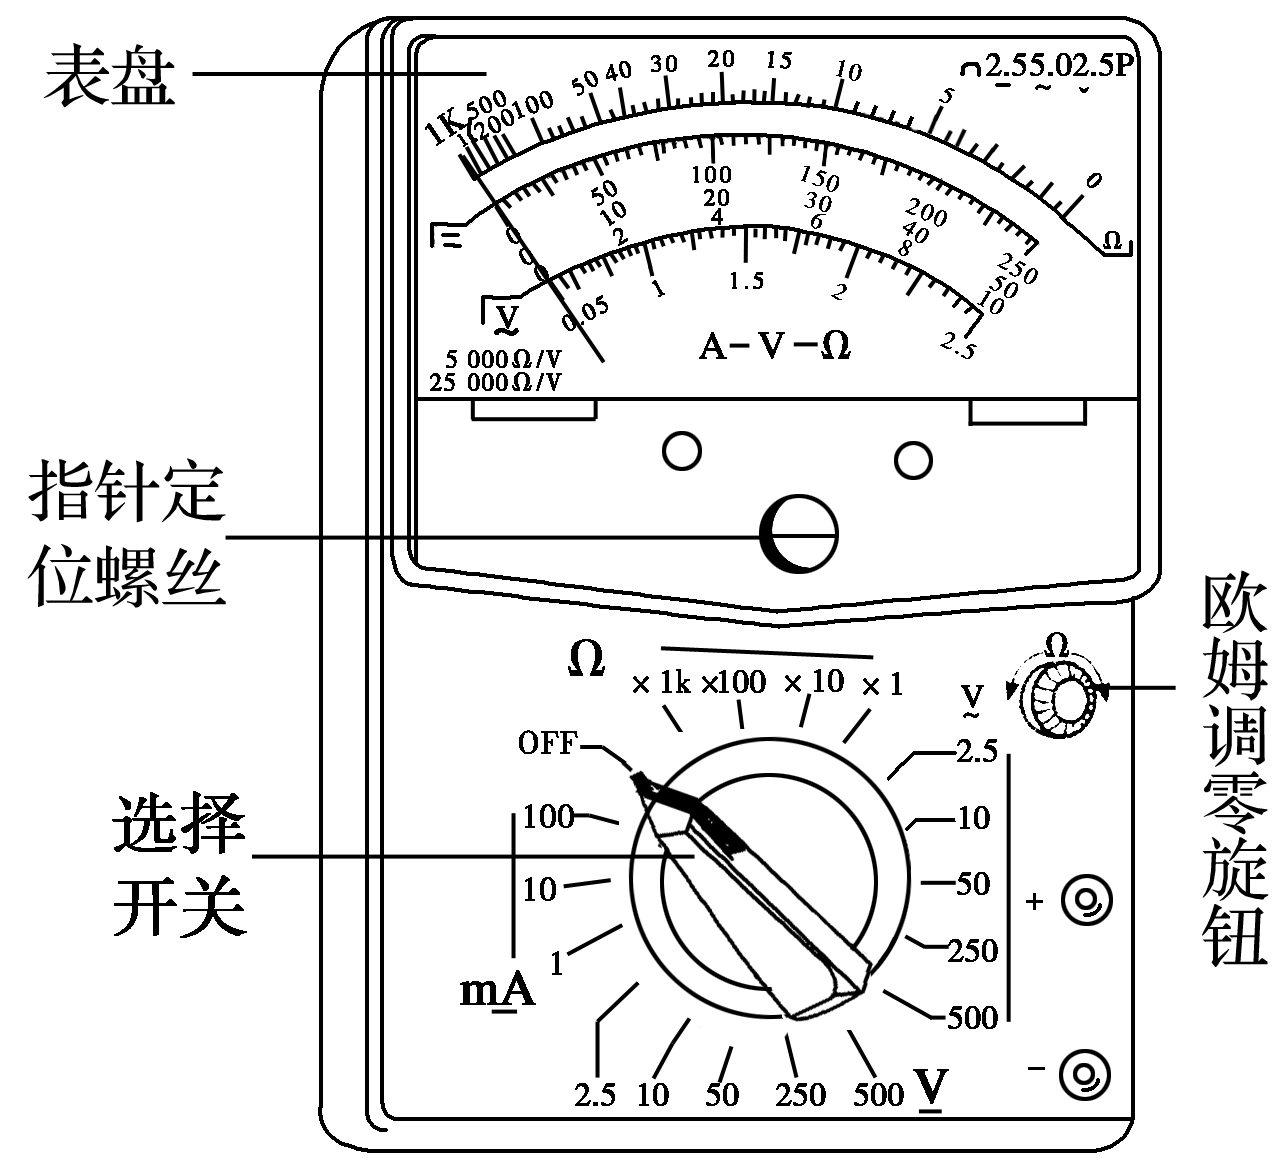 表盘
1K 500
1k 200 100 50 40 30 20 15 10 5 0
2.5 5.0 2.5P
Ω
0 50 100 150 200 250
0 10 20 30 40 50
0 2 4 6 8 10
0.05 1 1.5 2 2.5
V
A-V-Ω
5 000Ω/V
25 000Ω/V
指针定
位螺丝
欧姆调零旋钮
Ω
Ω
×1k ×100 ×10 ×1
V
OFF
2.5
10
50
250
500
100
10
1
mA
选择
开关
+
−
2.5 10 50 250 500 V